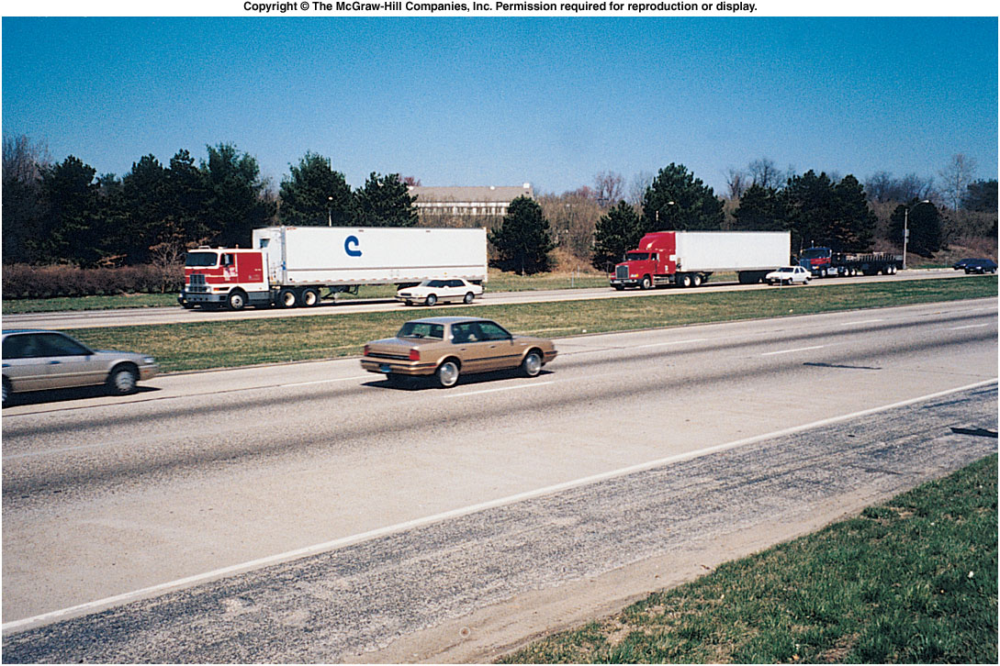 Copyright © The McGraw-Hill Companies, Inc. Permission required for reproduction or display.